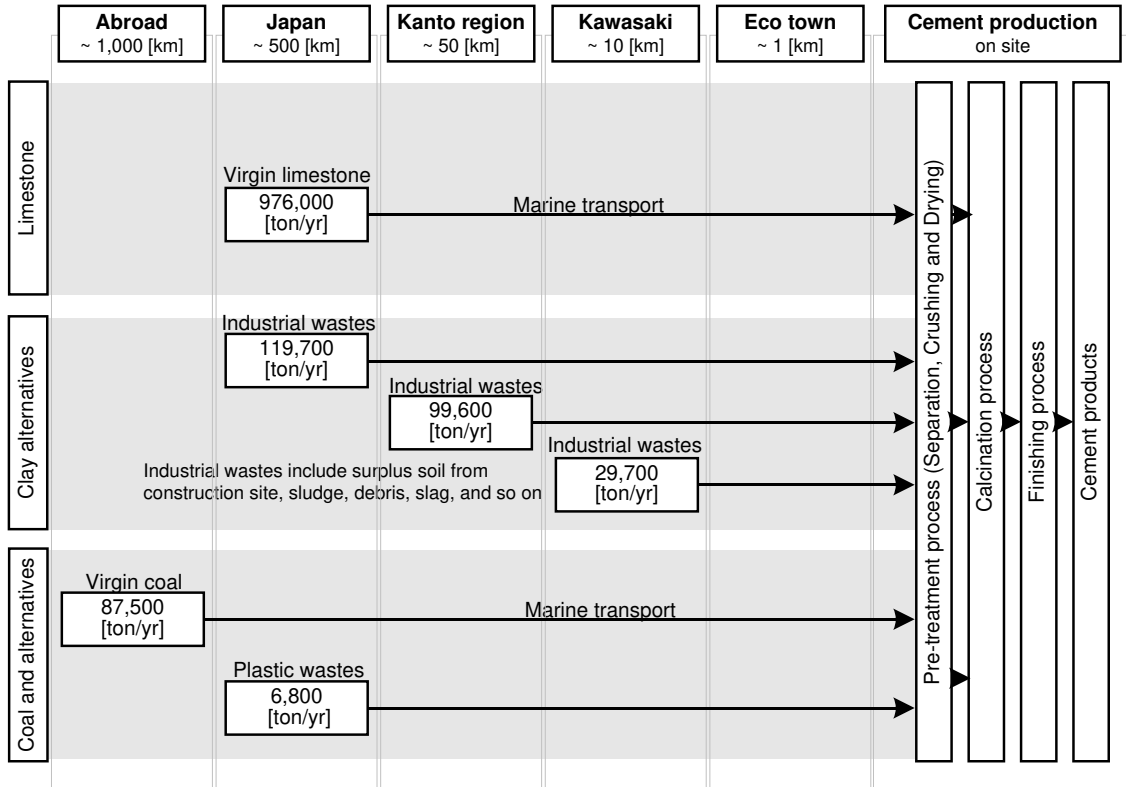 Abroad
~ 1,000 [km]
Japan
~ 500 [km]
Kanto region
~ 50 [km]
Kawasaki
~ 10 [km]
Eco town
~ 1 [km]
Cement production
on site
Limestone
Virgin limestone
976,000
[ton/yr]
Marine transport
Clay alternatives
Industrial wastes
119,700
[ton/yr]
Industrial wastes
99,600
[ton/yr]
Industrial wastes
29,700
[ton/yr]
Industrial wastes include surplus soil from
construction site, sludge, debris, slag, and so on
Coal and alternatives
Virgin coal
87,500
[ton/yr]
Marine transport
Plastic wastes
6,800
[ton/yr]
Pre-treatment process (Separation, Crushing and Drying)
Calcination process
Finishing process
Cement products